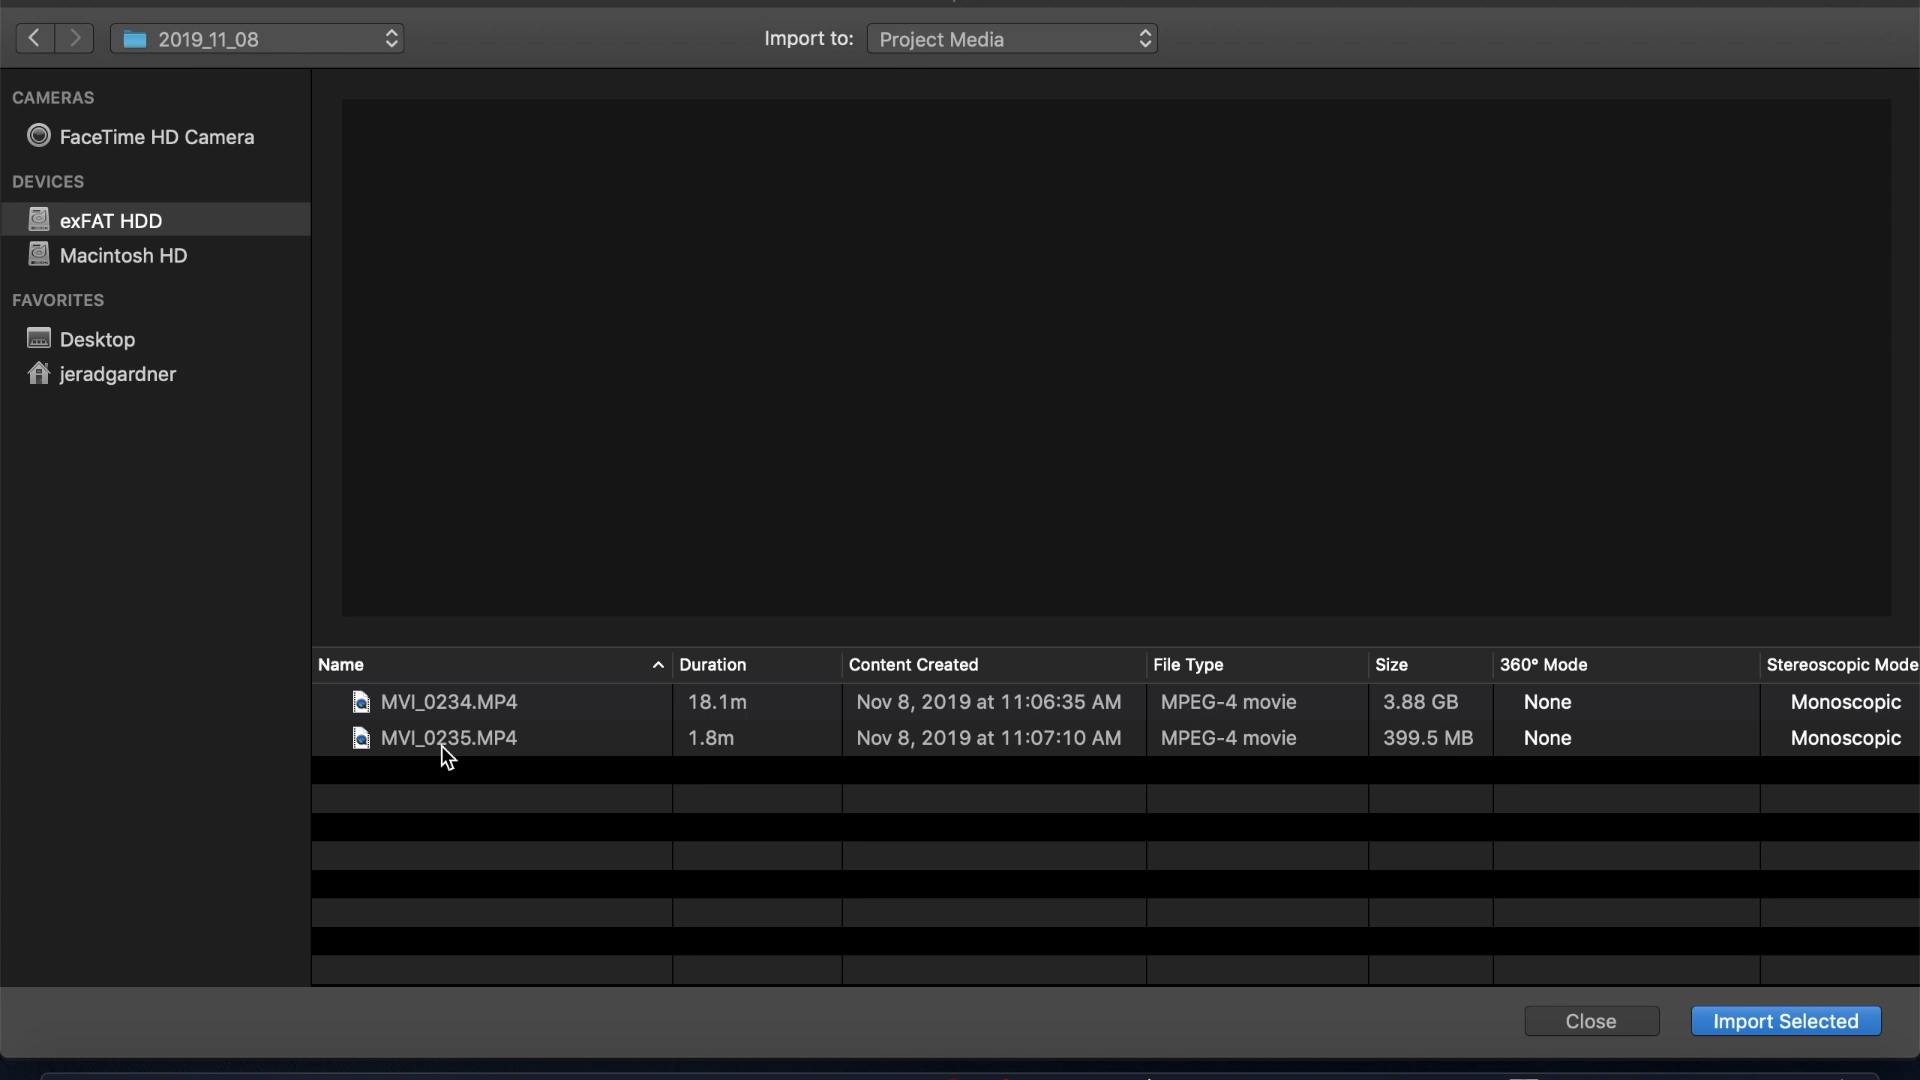 2019_11_08
Import to: Project Media
CAMERAS
FaceTime HD Camera
DEVICES
exFAT HDD
Macintosh HD
FAVORITES
Desktop
jeradgardner
Name Duration Content Created File Type Size 360° Mode Stereoscopic Mode
MVI_0234.MP4 18.1m Nov 8, 2019 at 11:06:35 AM MPEG-4 movie 3.88 GB None Monoscopic
MVI_0235.MP4 1.8m Nov 8, 2019 at 11:07:10 AM MPEG-4 movie 399.5 MB None Monoscopic
Close Import Selected